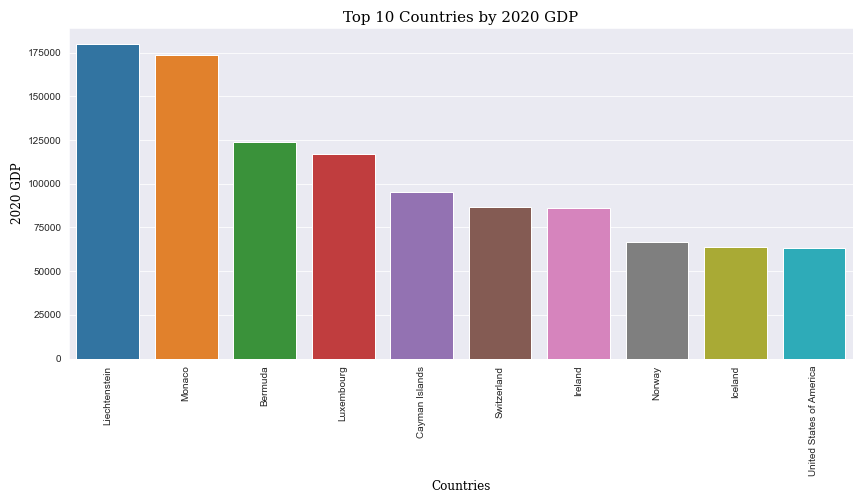 Top 10 Countries by 2020 GDP
2020 GDP
175000
150000
125000
100000
75000
50000
25000
0
Liechtenstein
Monaco
Bermuda
Luxembourg
Cayman Islands
Switzerland
Ireland
Norway
Iceland
United States of America
Countries